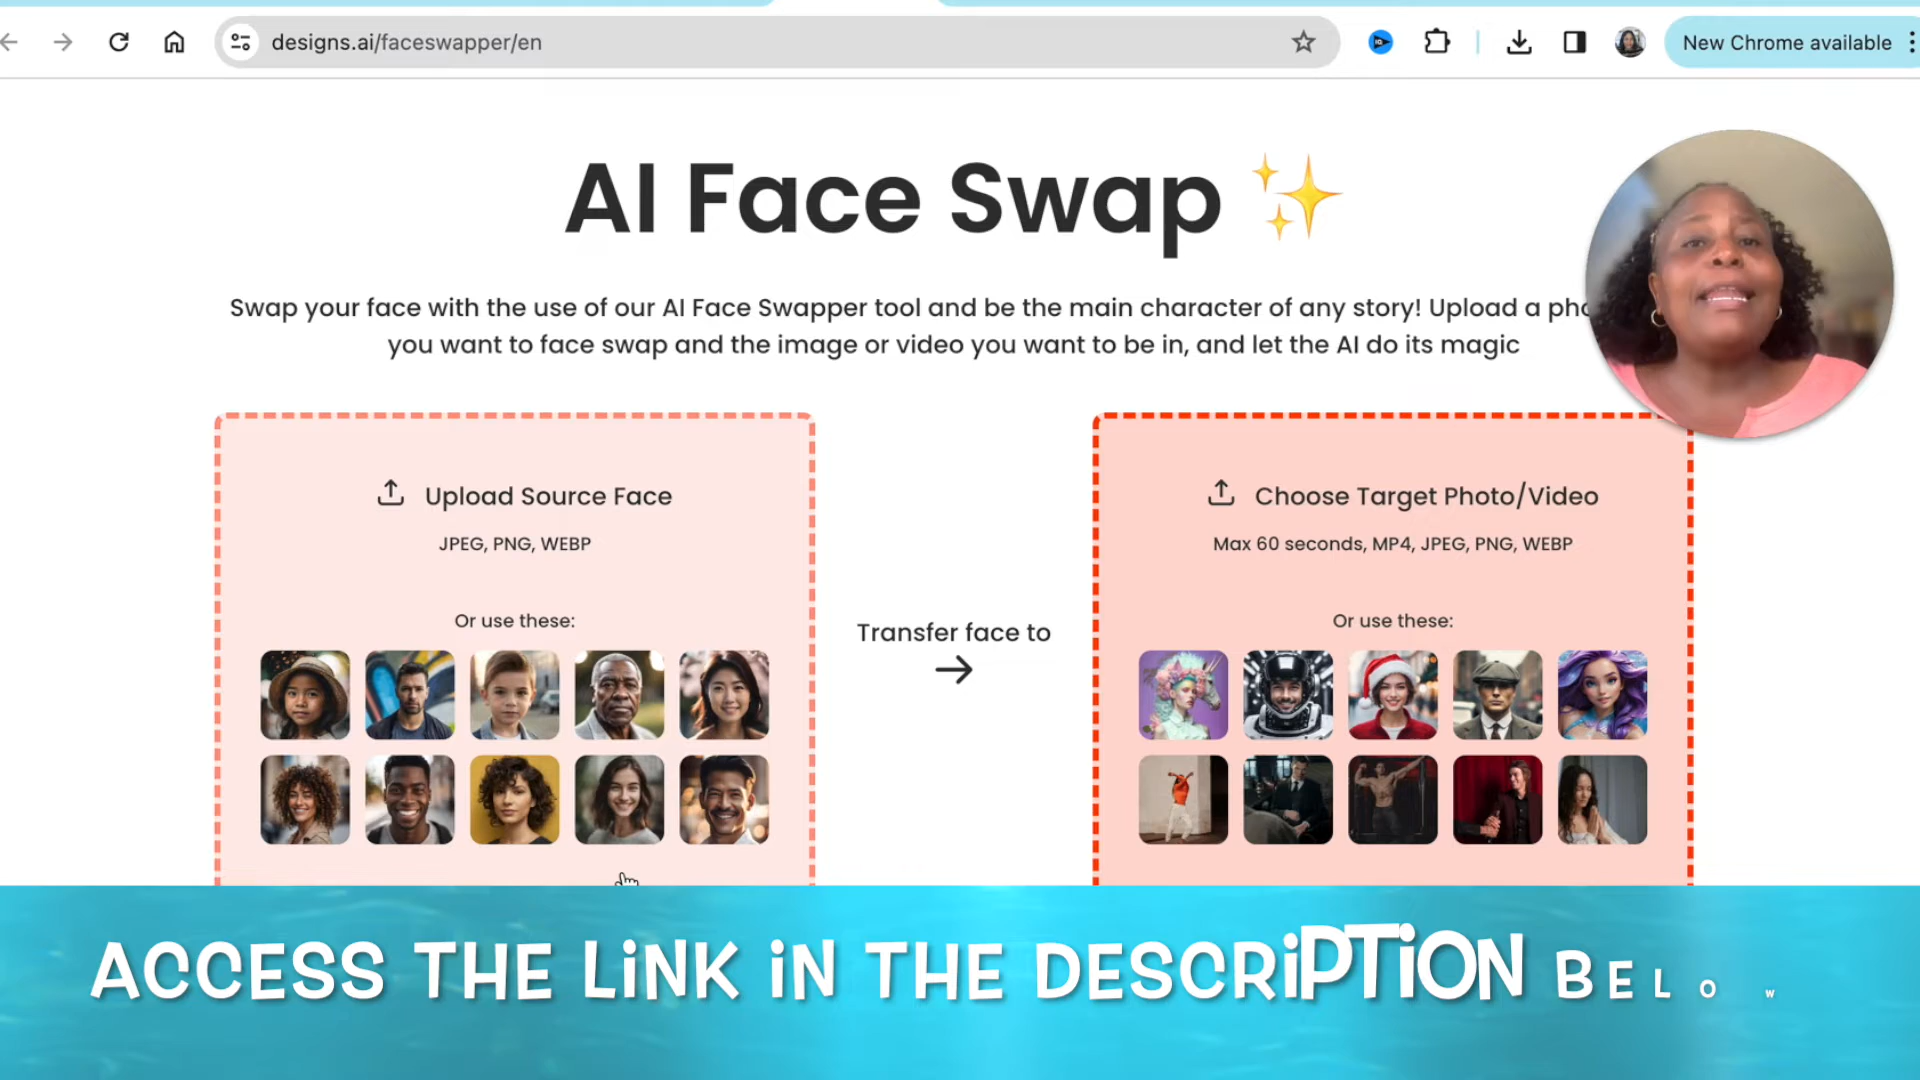 designs.ai/faceswapper/en
New Chrome available
AI Face Swap
Swap your face with the use of our AI Face Swapper tool and be the main character of any story! Upload a
you want to face swap and the image or video you want to be in, and let the AI do its magic
Upload Source Face
JPEG, PNG, WEBP
Or use these:
Transfer face to
Choose Target Photo/Video
Max 60 seconds, MP4, JPEG, PNG, WEBP
Or use these:
ACCESS THE LiNK iN THE DESCRiPTiON BELOW